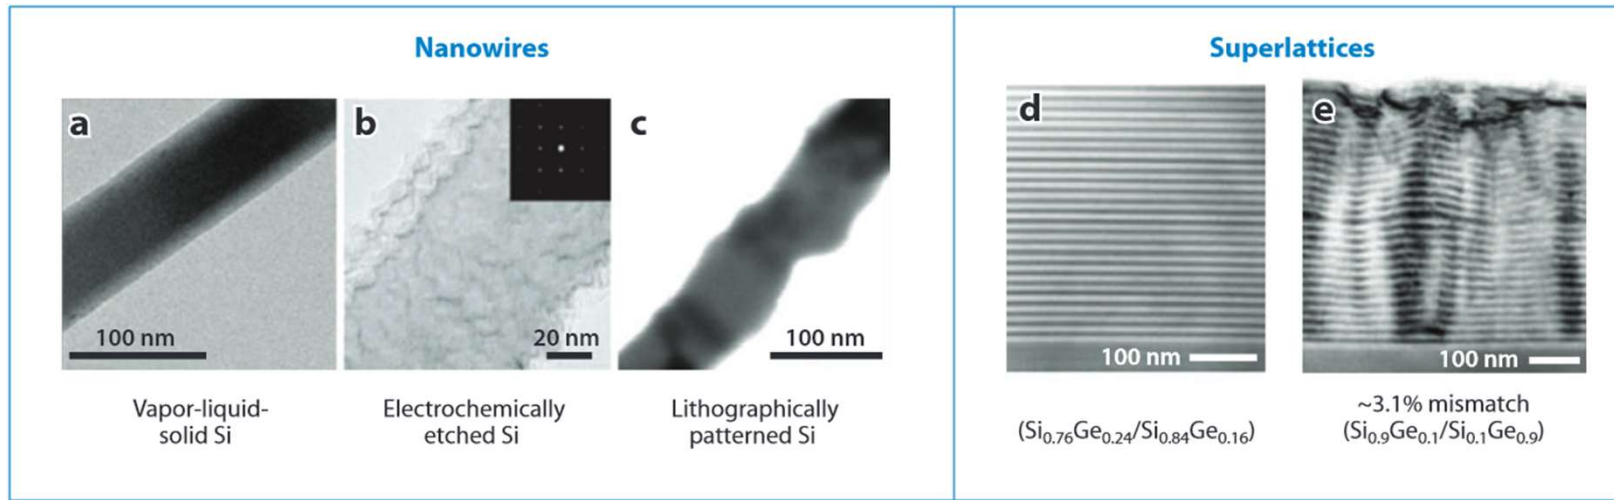 Nanowires
a
b
c
100 nm
20 nm
100 nm
Vapor-liquid-
solid Si
Electrochemically
etched Si
Lithographically
patterned Si
Superlattices
d
e
100 nm
100 nm
(Si₀.₇₆Ge₀.₂₄/Si₀.₈₄Ge₀.₁₆)
~3.1% mismatch
(Si₀.₉Ge₀.₁/Si₀.₁Ge₀.₉)